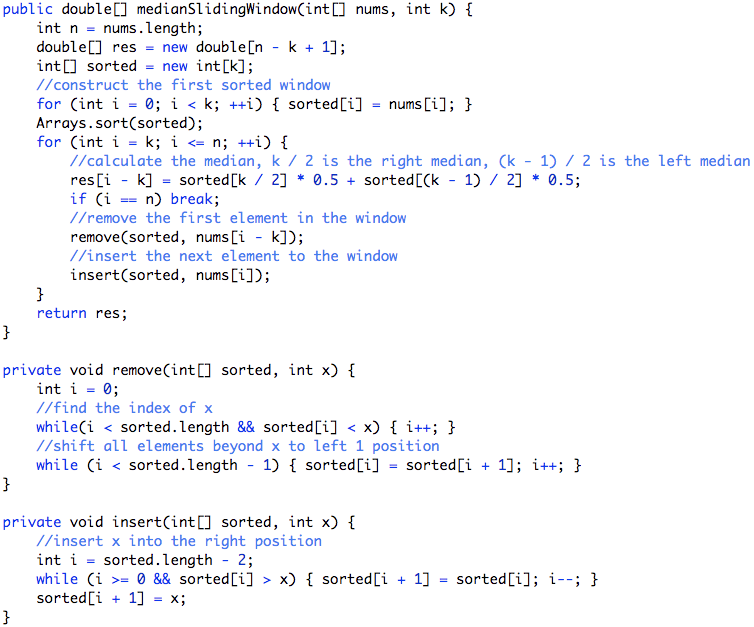 public double[] medianSlidingWindow(int[] nums, int k) {
    int n = nums.length;
    double[] res = new double[n - k + 1];
    int[] sorted = new int[k];
    //construct the first sorted window
    for (int i = 0; i < k; ++i) { sorted[i] = nums[i]; }
    Arrays.sort(sorted);
    for (int i = k; i <= n; ++i) {
        //calculate the median, k / 2 is the right median, (k - 1) / 2 is the left median
        res[i - k] = sorted[k / 2] * 0.5 + sorted[(k - 1) / 2] * 0.5;
        if (i == n) break;
        //remove the first element in the window
        remove(sorted, nums[i - k]);
        //insert the next element to the window
        insert(sorted, nums[i]);
    }
    return res;
}

private void remove(int[] sorted, int x) {
    int i = 0;
    //find the index of x
    while(i < sorted.length && sorted[i] < x) { i++; }
    //shift all elements beyond x to left 1 position
    while (i < sorted.length - 1) { sorted[i] = sorted[i + 1]; i++; }
}

private void insert(int[] sorted, int x) {
    //insert x into the right position
    int i = sorted.length - 2;
    while (i >= 0 && sorted[i] > x) { sorted[i + 1] = sorted[i]; i--; }
    sorted[i + 1] = x;
}